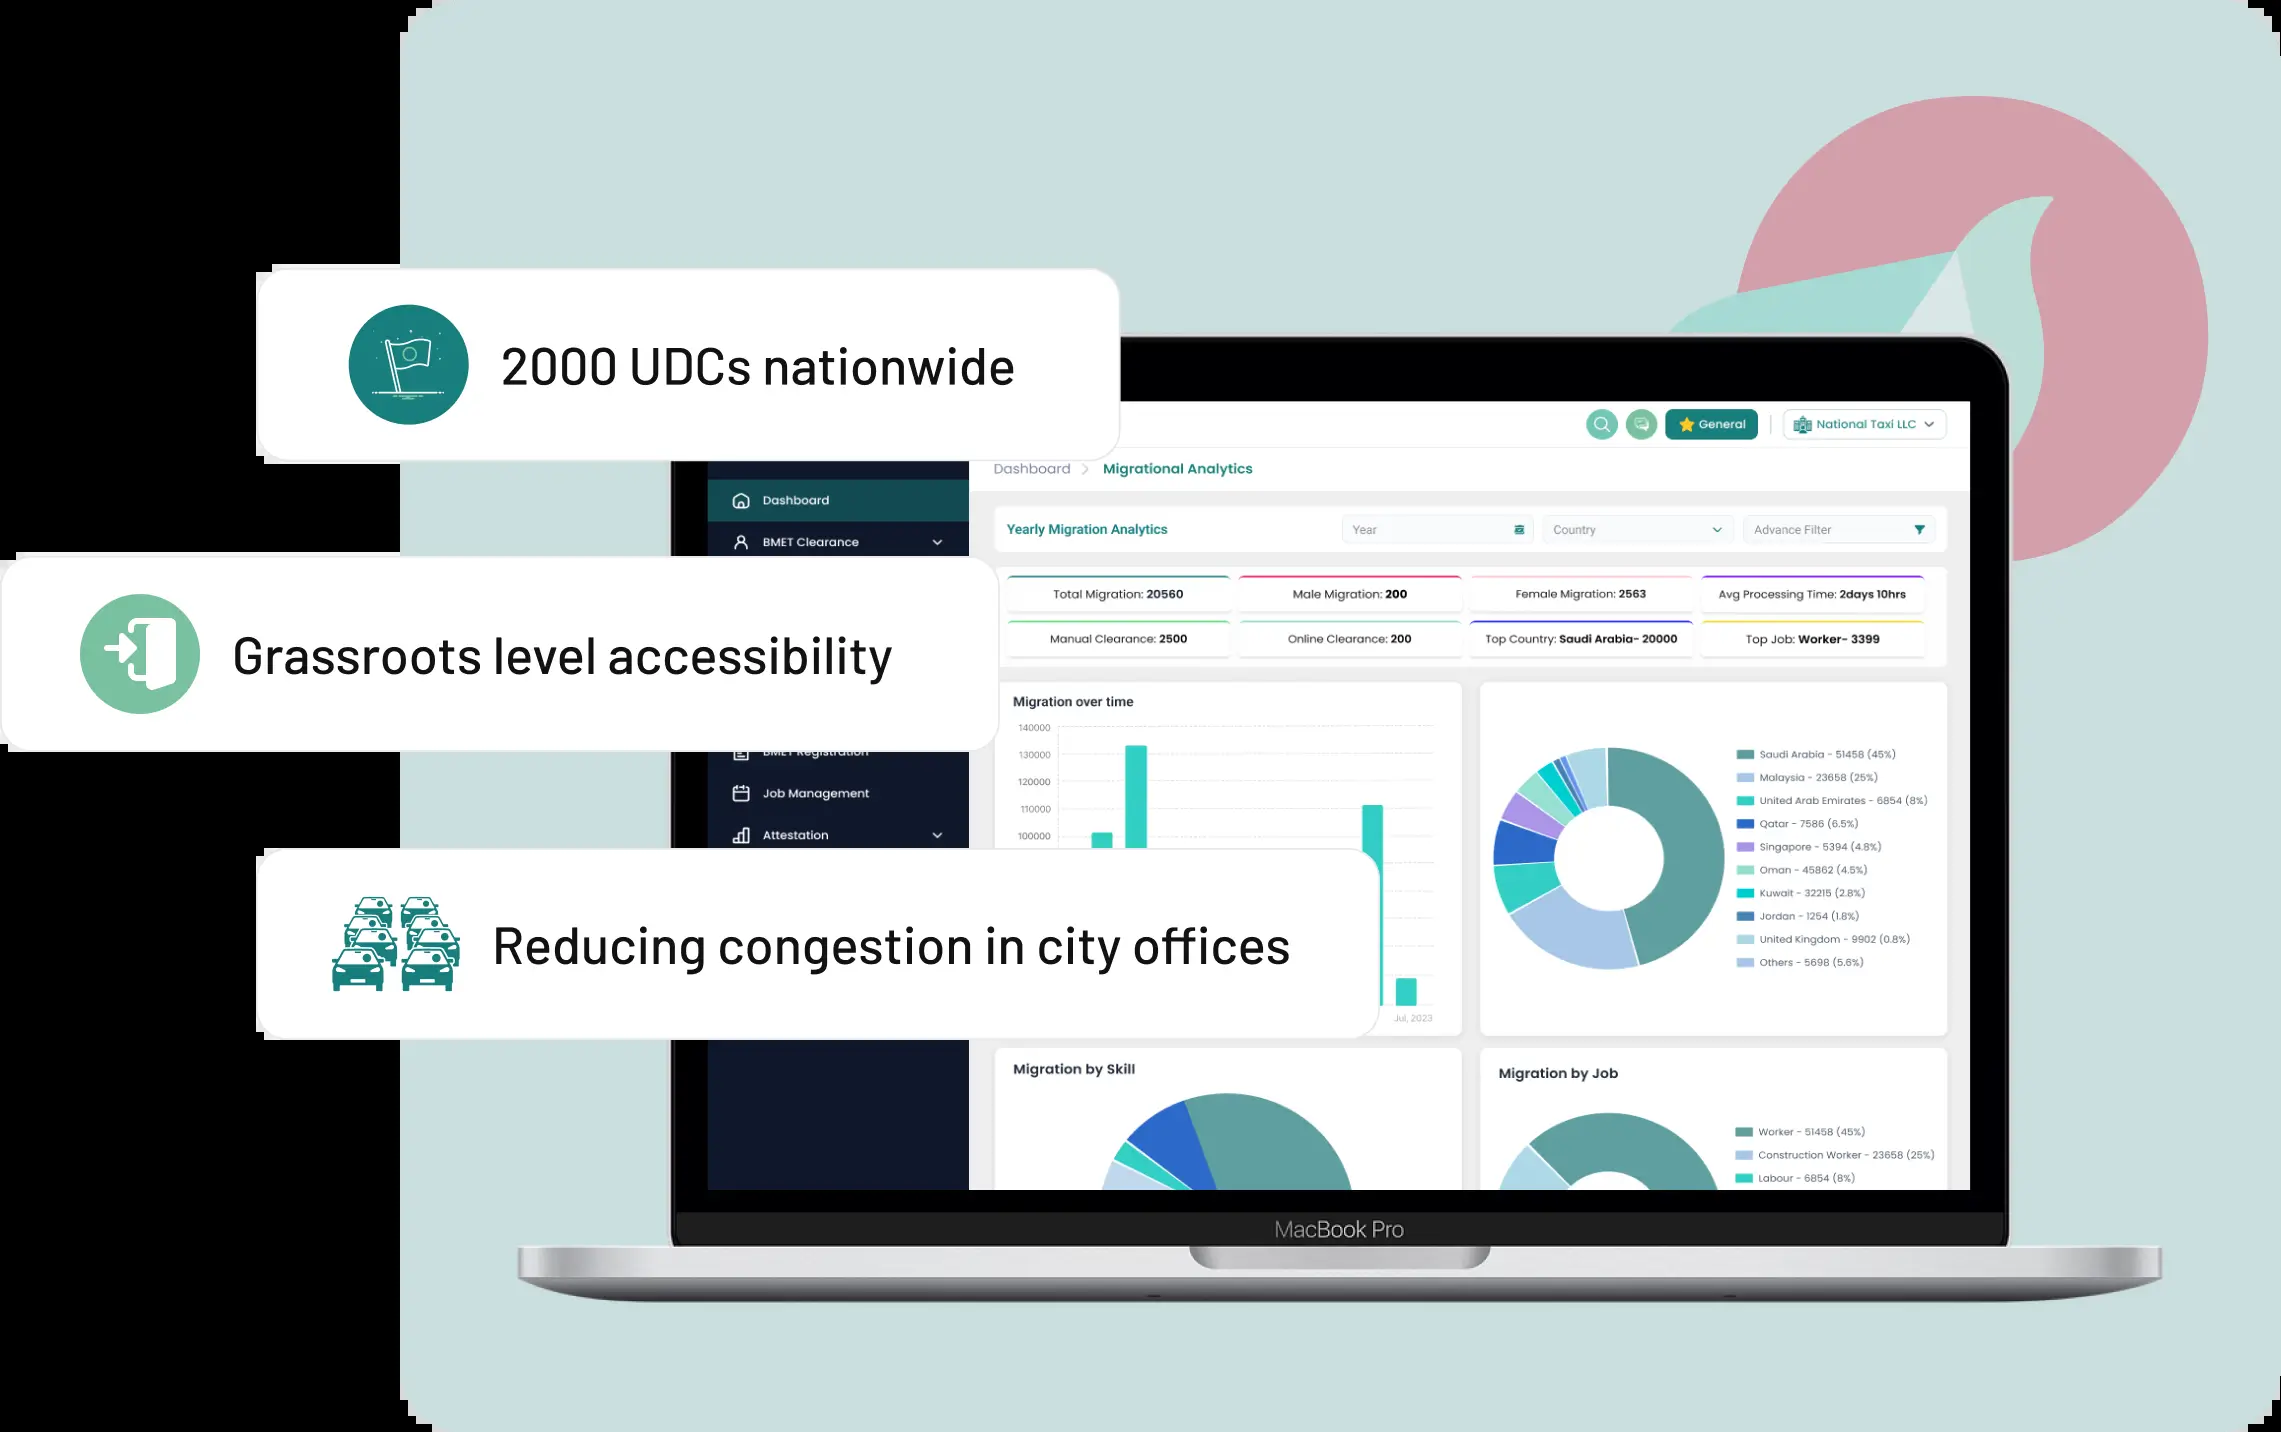 2000 UDCs nationwide
General
National Taxi LLC
Dashboard > Migrational Analytics
Dashboard
BMET Clearance
Yearly Migration Analytics
Year
Country
Advance Filter
Total Migration: 20560
Male Migration: 200
Female Migration: 2563
Avg Processing Time: 2days 10hrs
Manual Clearance: 2500
Online Clearance: 200
Top Country: Saudi Arabia- 20000
Top Job: Worker- 3399
Grassroots level accessibility
BMET Registration
Job Management
Attestation
Migration over time
140000
130000
120000
110000
100000
Jul, 2023
Saudi Arabia - 51458 (45%)
Malaysia - 23658 (25%)
United Arab Emirates - 6854 (8%)
Qatar - 7586 (6.5%)
Singapore - 5394 (4.8%)
Oman - 45862 (4.5%)
Kuwait - 32215 (2.8%)
Jordan - 1254 (1.8%)
United Kingdom - 9902 (0.8%)
Others - 5698 (5.6%)
Reducing congestion in city offices
Migration by Skill
Migration by Job
Worker - 51458 (45%)
Construction Worker - 23658 (25%)
Labour - 6854 (8%)
MacBook Pro